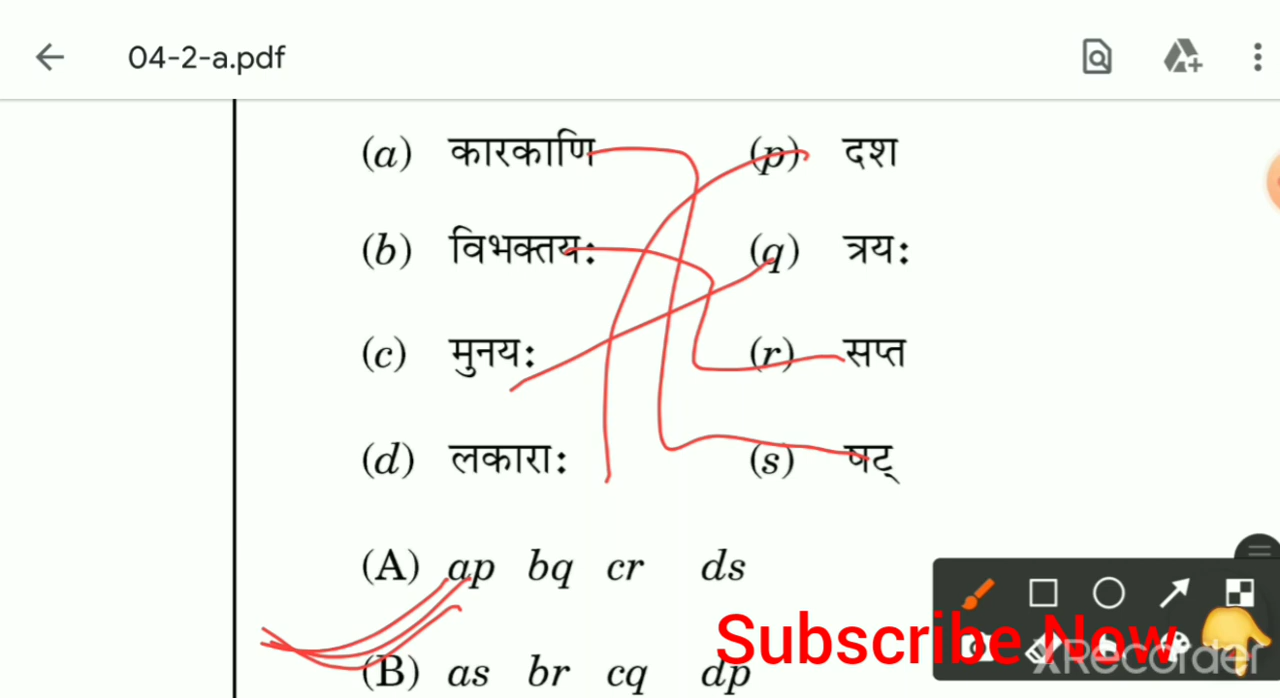 04-2-a.pdf
(a) कारकाणि (p) दश
(b) विभक्तय: (q) त्रय:
(c) मुनय: (r) सप्त
(d) लकारा: (s) षट्
(A) ap bq cr ds
(B) as br cq dp
Subscribe Now
XRecorder